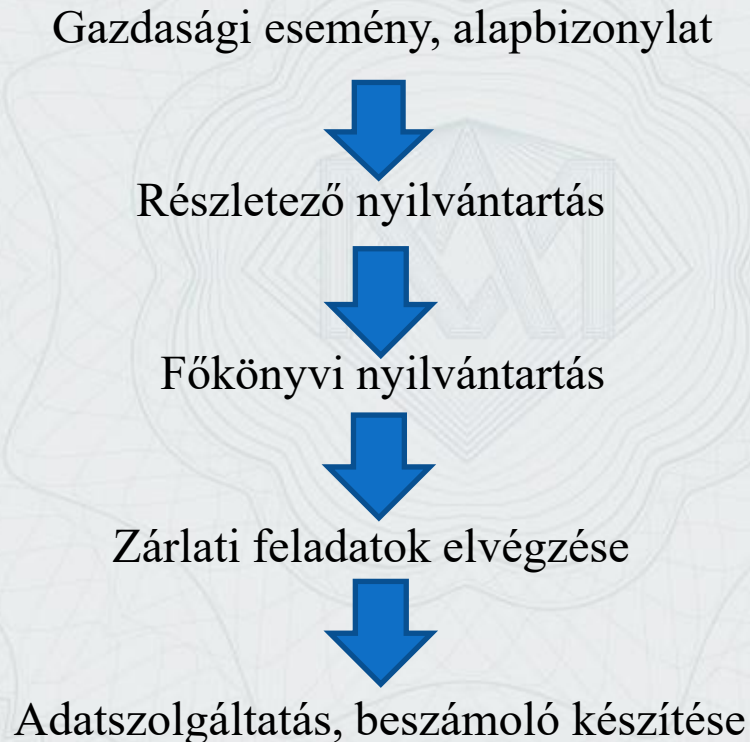 Gazdasági esemény, alapbizonylat
Részletező nyilvántartás
Főkönyvi nyilvántartás
Zárlati feladatok elvégzése
Adatszolgáltatás, beszámoló készítése